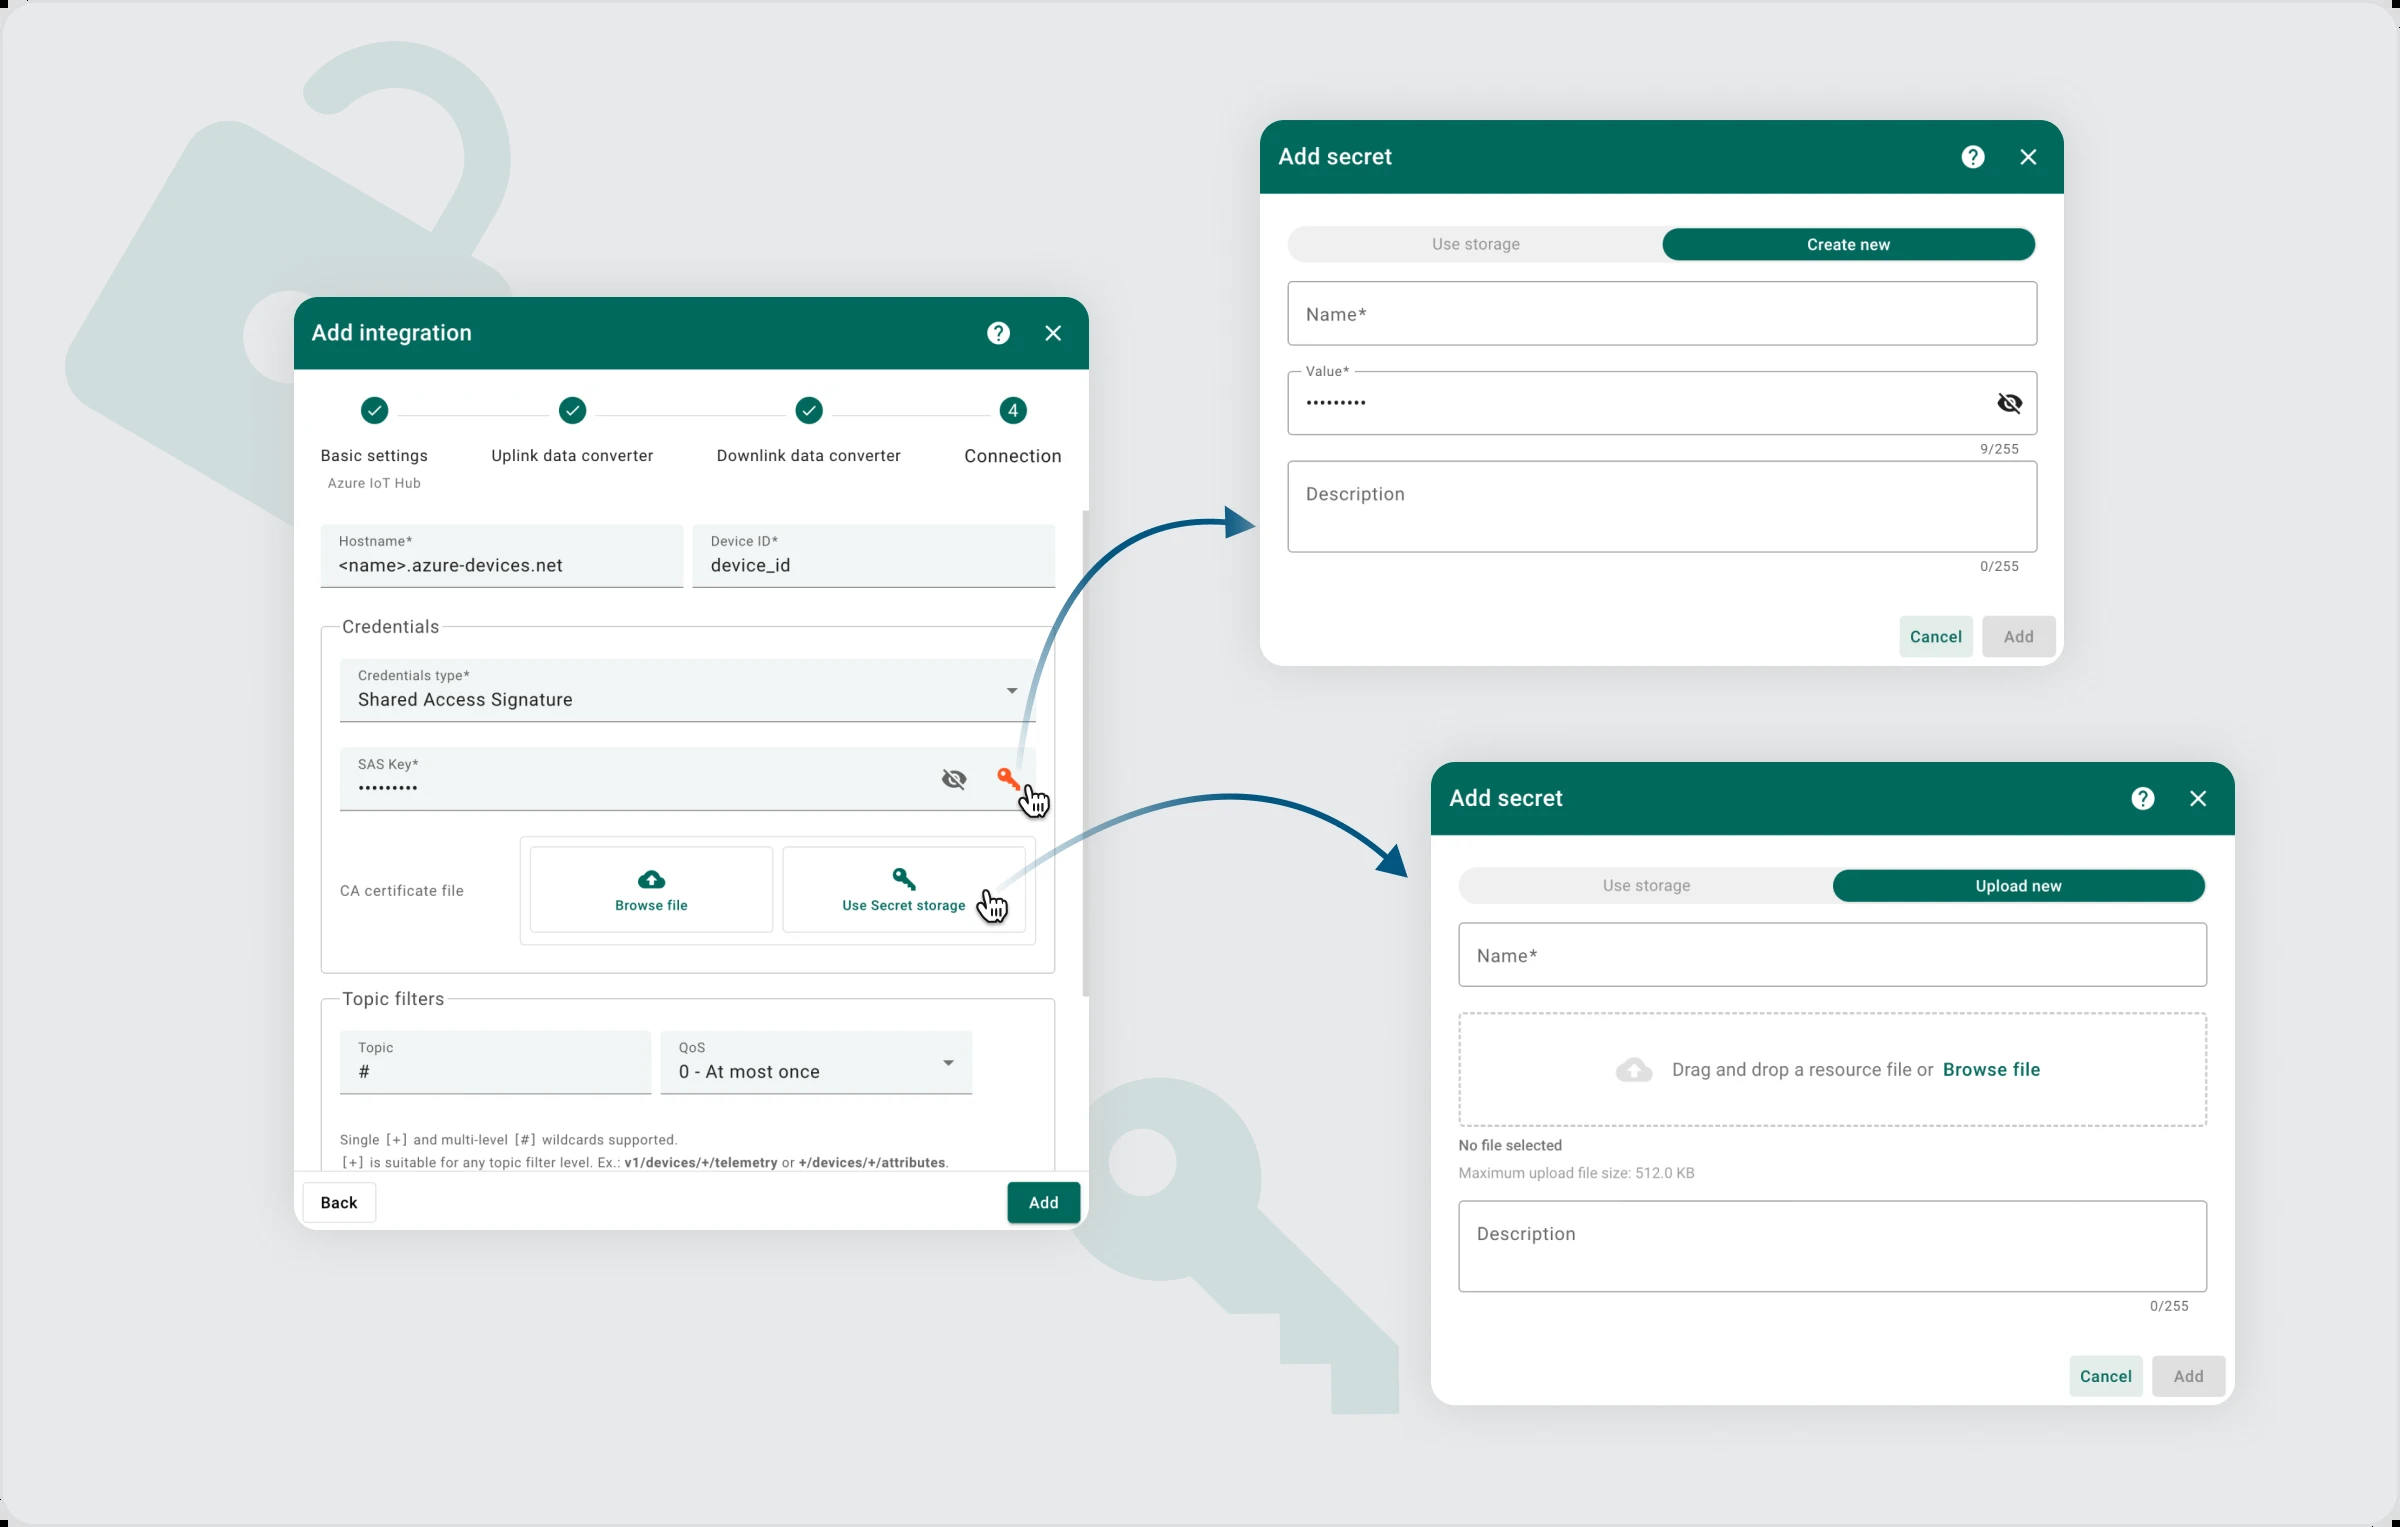 Add integration
4
Basic settings
Uplink data converter
Downlink data converter
Connection
Azure IoT Hub
Hostname*
<name>.azure-devices.net
Device ID*
device_id
Credentials
Credentials type*
Shared Access Signature
SAS Key*
•••••••••
CA certificate file
Browse file
Use Secret storage
Topic filters
Topic
#
QoS
0 - At most once
Single [+] and multi-level [#] wildcards supported.
[+] is suitable for any topic filter level. Ex.: v1/devices/+/telemetry or +/devices/+/attributes.
Back
Add
Add secret
?
Use storage
Create new
Name*
Value*
•••••••••
9/255
Description
0/255
Cancel
Add
Add secret
?
Use storage
Upload new
Name*
Drag and drop a resource file or Browse file
No file selected
Maximum upload file size: 512.0 KB
Description
0/255
Cancel
Add